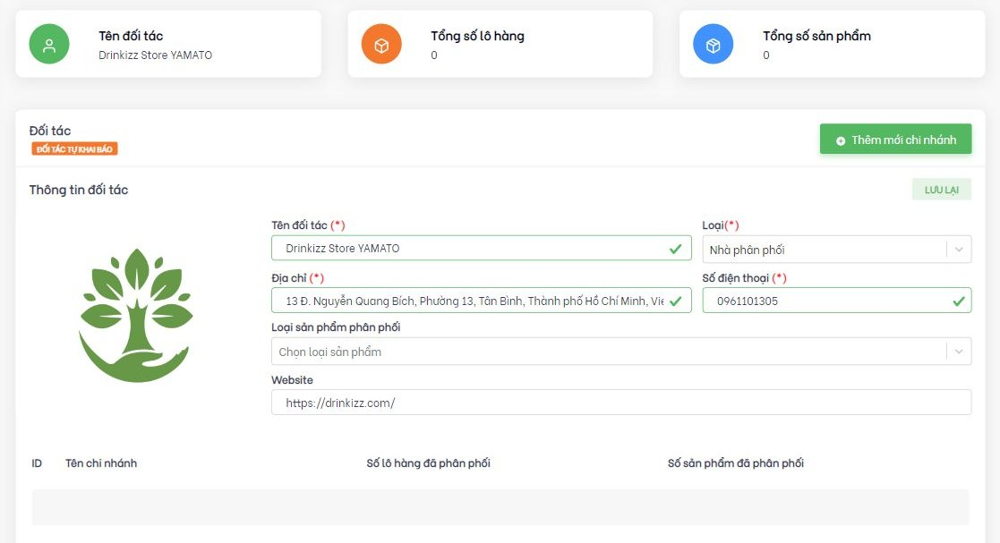 Tên đối tác
Drinkizz Store YAMATO
Tổng số lô hàng
0
Tổng số sản phẩm
0
Đối tác
ĐỐI TÁC TỰ KHAI BÁO
Thêm mới chi nhánh
Thông tin đối tác
LƯU LẠI
Tên đối tác (*)
Loại(*)
Drinkizz Store YAMATO
Nhà phân phối
Địa chỉ (*)
Số điện thoại (*)
13 Đ. Nguyễn Quang Bích, Phường 13, Tân Bình, Thành phố Hồ Chí Minh, Vie
0961101305
Loại sản phẩm phân phối
Chọn loại sản phẩm
Website
https://drinkizz.com/
ID Tên chi nhánh Số lô hàng đã phân phối Số sản phẩm đã phân phối